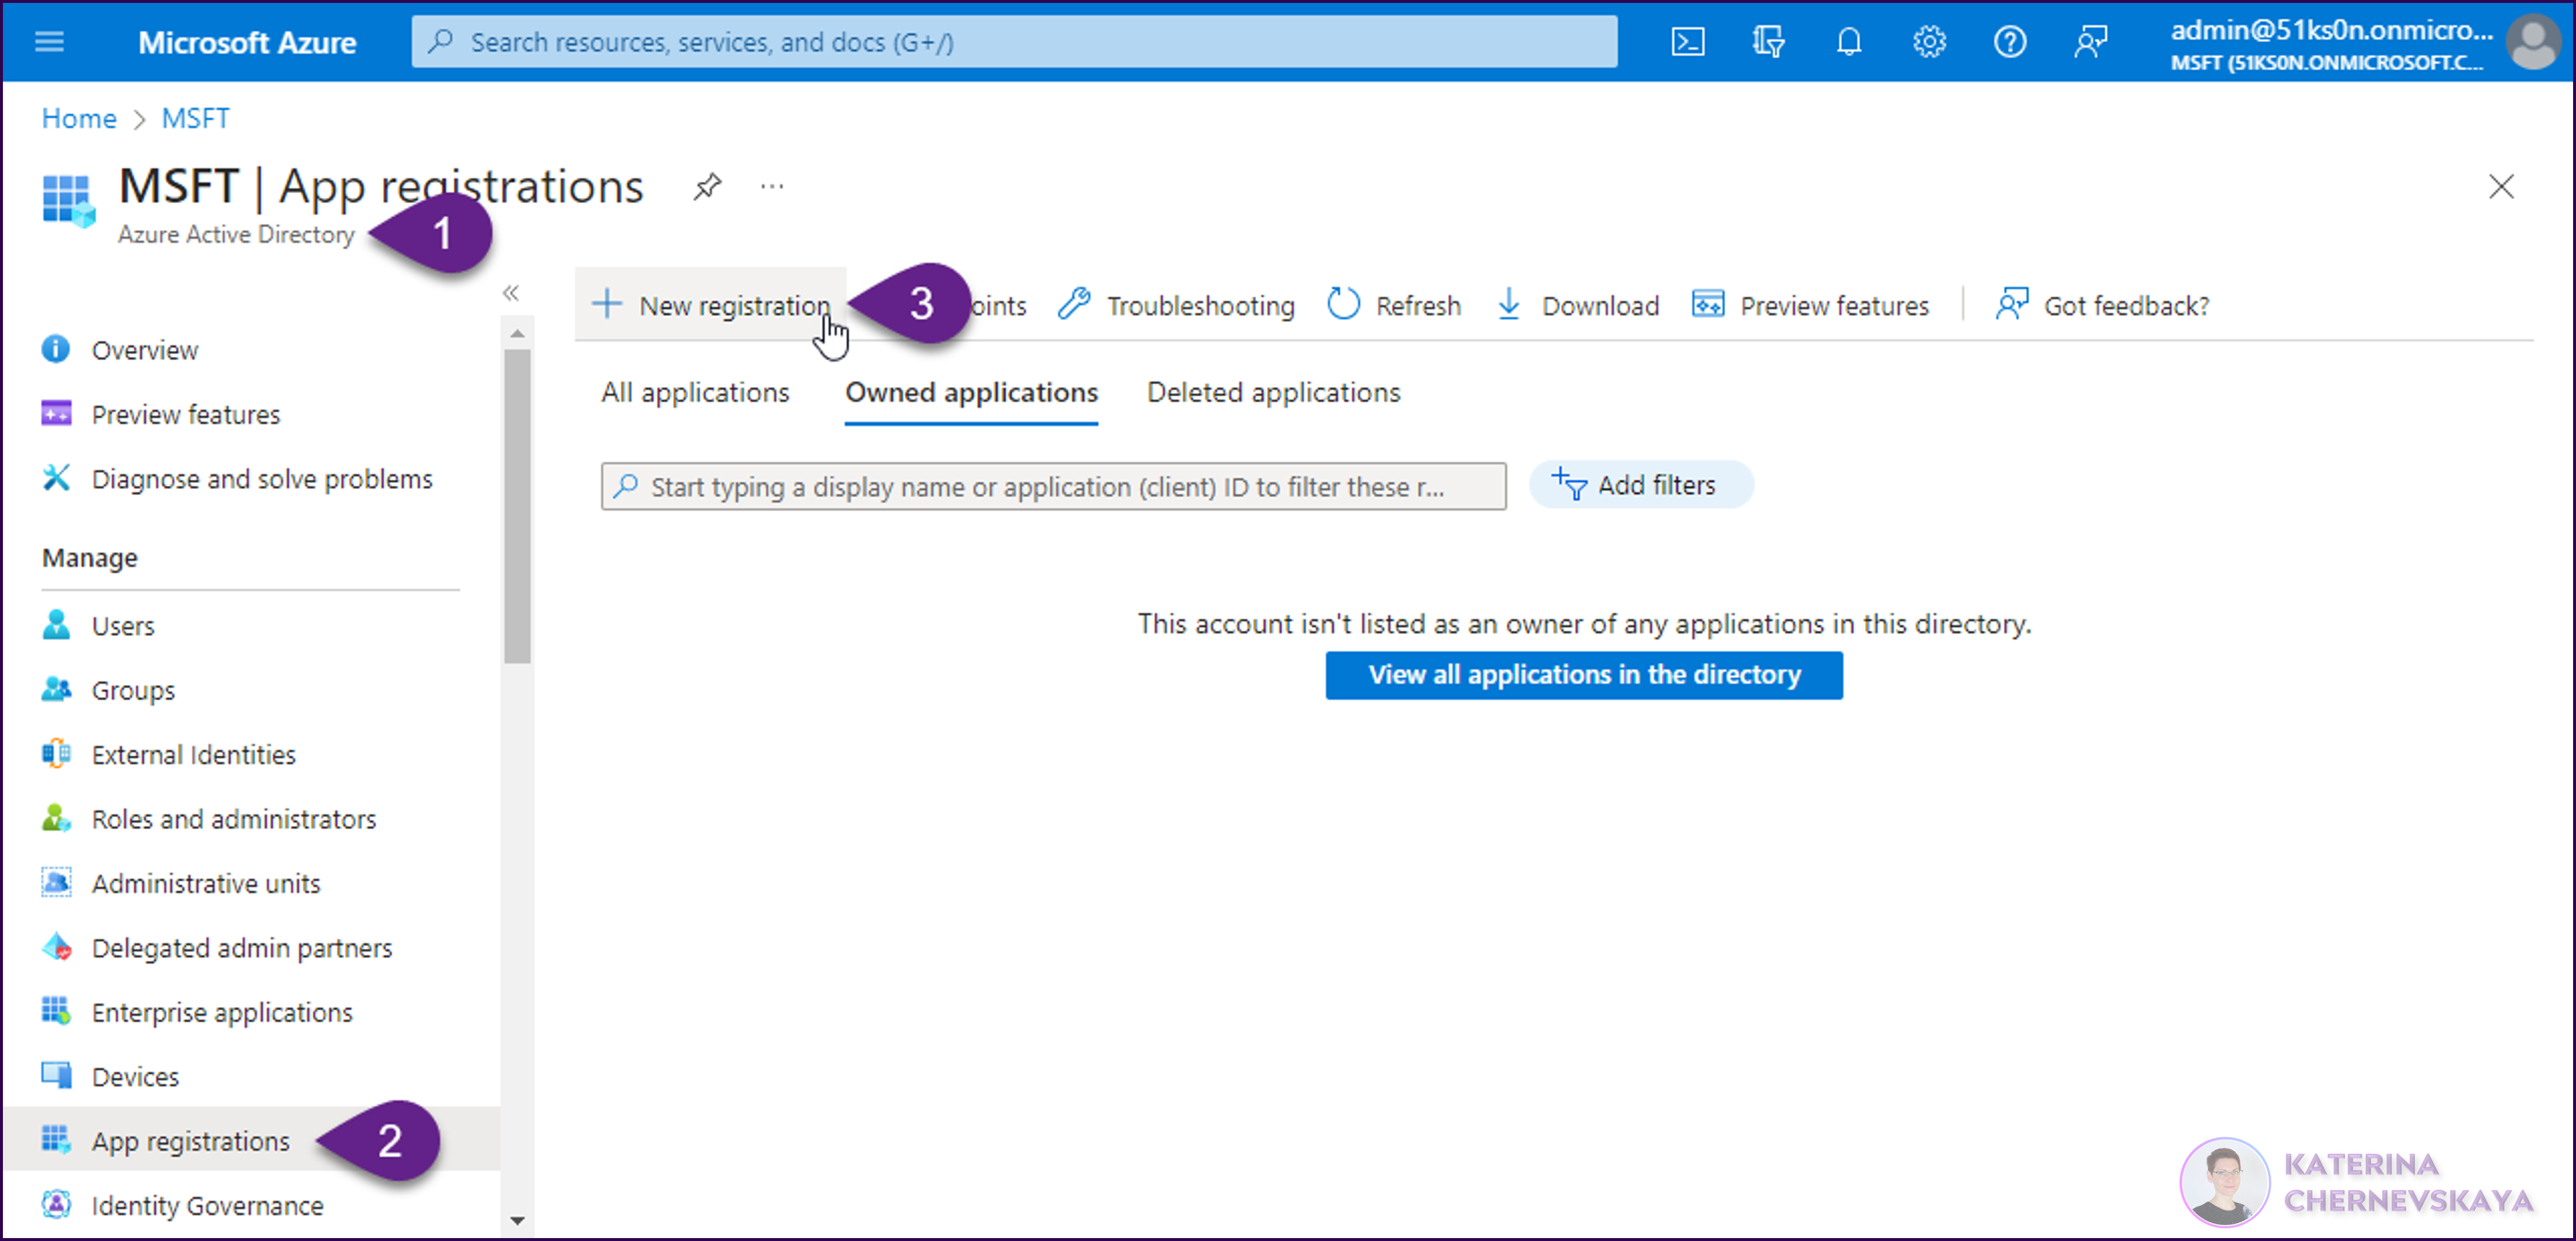 Microsoft Azure
Search resources, services, and docs (G+/)
admin@51ks0n.onmicro...
MSFT (51KS0N.ONMICROSOFT.C...
Home > MSFT
MSFT | App registrations
...
Azure Active Directory
1
«
New registration
3
oints
Troubleshooting
Refresh
Download
Preview features
Got feedback?
Overview
Preview features
Diagnose and solve problems
Manage
Users
Groups
External Identities
Roles and administrators
Administrative units
Delegated admin partners
Enterprise applications
Devices
App registrations
2
Identity Governance
All applications
Owned applications
Deleted applications
Start typing a display name or application (client) ID to filter these r...
Add filters
This account isn't listed as an owner of any applications in this directory.
View all applications in the directory
KATERINA
CHERNEVSKAYA